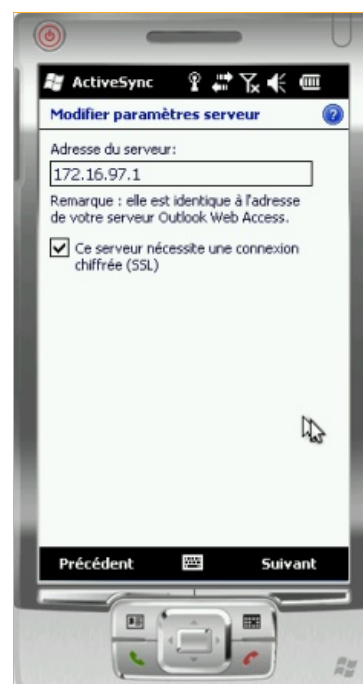 ActiveSync
Modifier paramètres serveur
?
Adresse du serveur:
172.16.97.1
Remarque : elle est identique à l'adresse
de votre serveur Outlook Web Access.
Ce serveur nécessite une connexion
chiffrée (SSL)
Précédent
Suivant